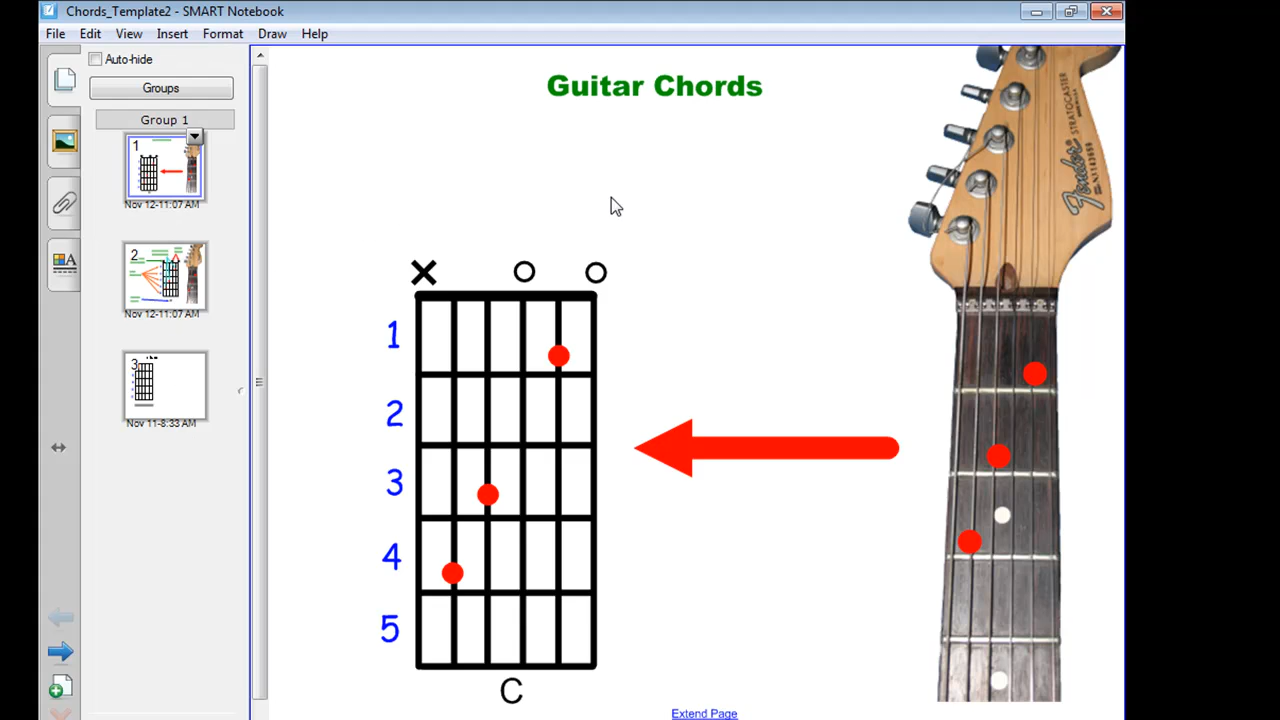 Chords_Template2 - SMART Notebook
File Edit View Insert Format Draw Help
Auto-hide
Groups
Group 1
1
Nov 12-11:07 AM
2
Nov 12-11:07 AM
3
Nov 11-8:33 AM
Guitar Chords
X O O
1
2
3
4
5
C
Fender
STRATOCASTER
Extend Page